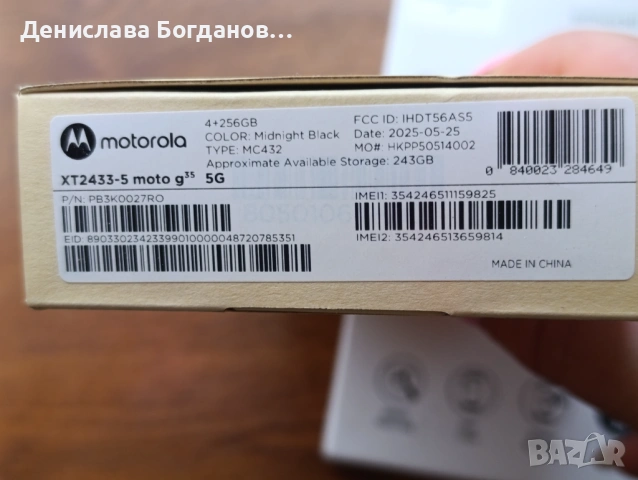 Денислава Богданов...
motorola
4+256GB
COLOR: Midnight Black
TYPE: MC432
Approximate Available Storage: 243GB
FCC ID: IHDT56AS5
Date: 2025-05-25
MO#: HKPP50514002
XT2433-5 moto g35 5G
0 840023 284649
P/N: PB3K0027RO
IMEI1: 354246511159825
EID: 89033023423399010000048720785351
IMEI2: 354246513659814
MADE IN CHINA
BAZAR